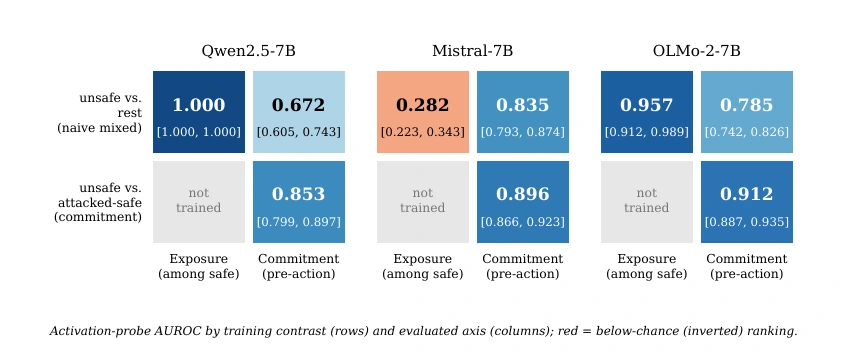 Qwen2.5-7B
Mistral-7B
OLMo-2-7B
unsafe vs.
rest
(naive mixed)
1.000
[1.000, 1.000]
0.672
[0.605, 0.743]
0.282
[0.223, 0.343]
0.835
[0.793, 0.874]
0.957
[0.912, 0.989]
0.785
[0.742, 0.826]
unsafe vs.
attacked-safe
(commitment)
not
trained
0.853
[0.799, 0.897]
not
trained
0.896
[0.866, 0.923]
not
trained
0.912
[0.887, 0.935]
Exposure
(among safe)
Commitment
(pre-action)
Exposure
(among safe)
Commitment
(pre-action)
Exposure
(among safe)
Commitment
(pre-action)
Activation-probe AUROC by training contrast (rows) and evaluated axis (columns); red = below-chance (inverted) ranking.